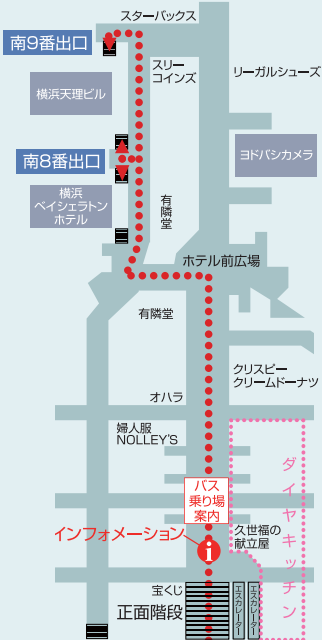 スターバックス
南9番出口
スリー
コインズ
リーガルシューズ
横浜天理ビル
ヨドバシカメラ
南8番出口
横浜
ベイシェラトン
ホテル
有隣堂
ホテル前広場
有隣堂
クリスピー
クリームドーナツ
オハラ
婦人服
NOLLEY'S
ダイヤキッチン
バス
乗り場
案内
久世福の
献立屋
インフォメーション
i
宝くじ
正面階段
エスカレーター
エスカレーター